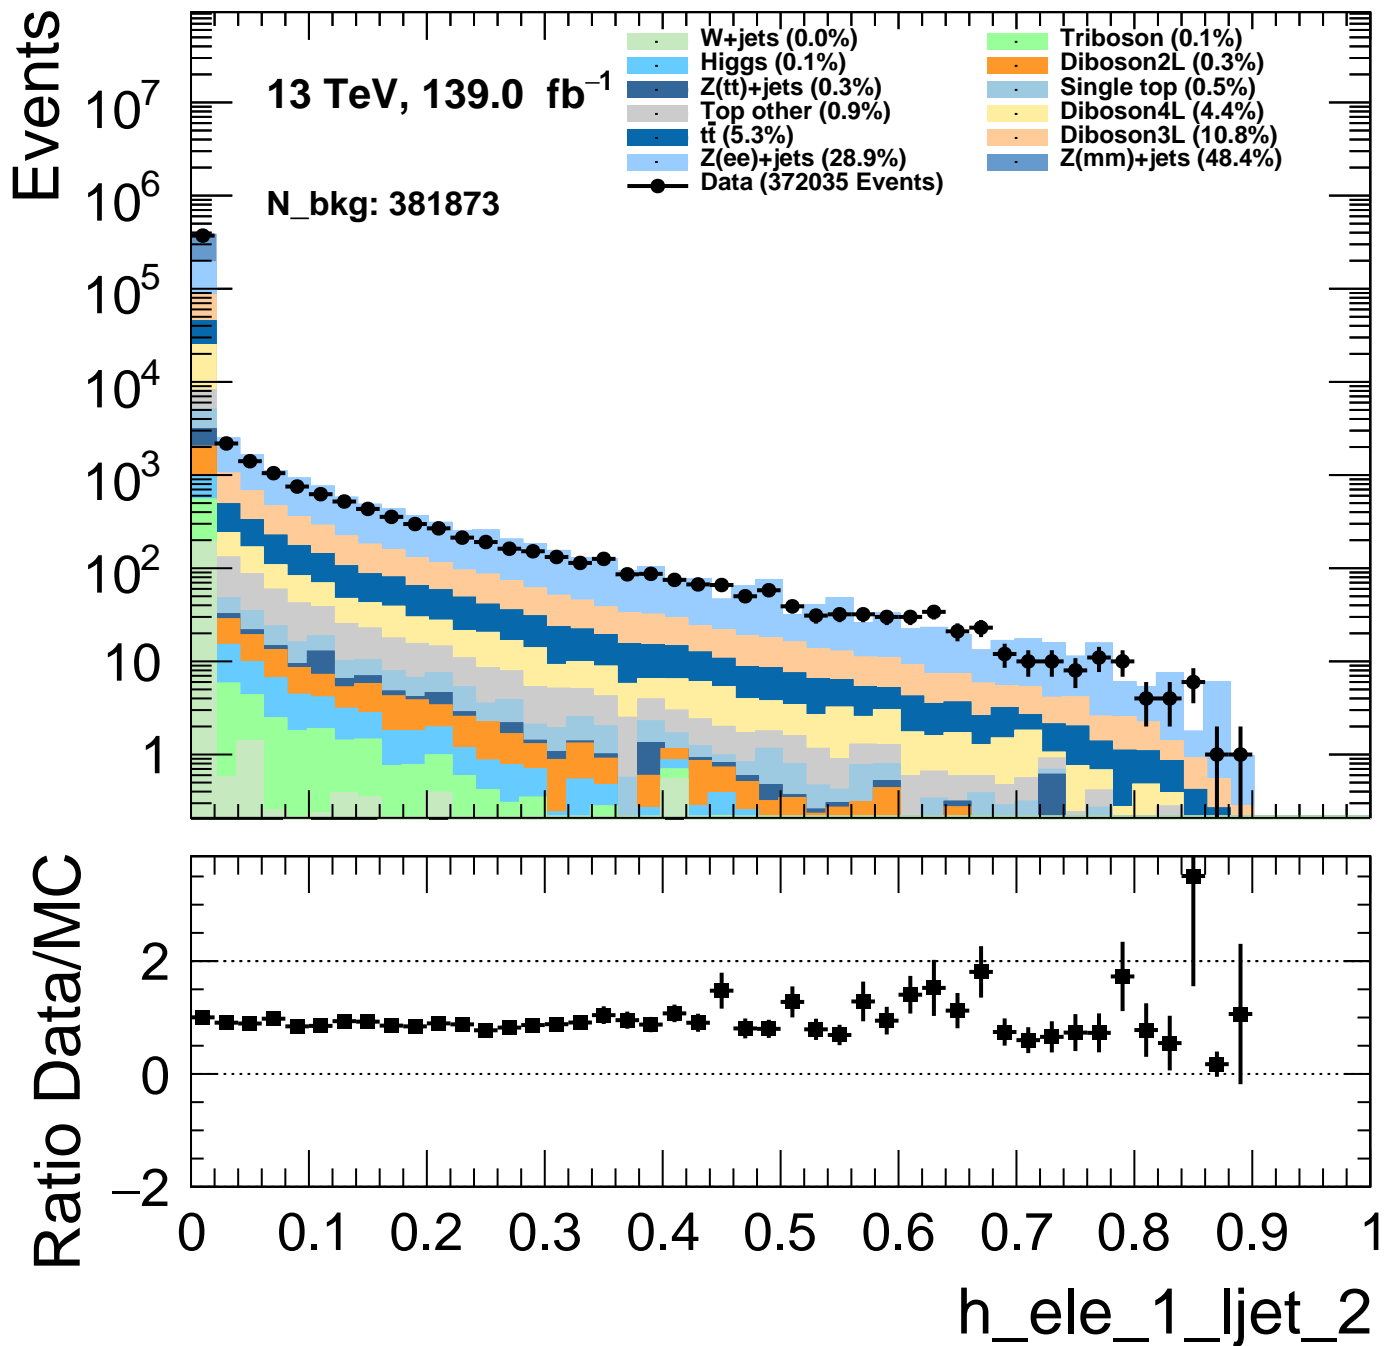 Events
13 TeV, 139.0 fb⁻¹
N_bkg: 381873
W+jets (0.0%)
Higgs (0.1%)
Z(tt)+jets (0.3%)
Top other (0.9%)
tt̄ (5.3%)
Z(ee)+jets (28.9%)
Data (372035 Events)
Triboson (0.1%)
Diboson2L (0.3%)
Single top (0.5%)
Diboson4L (4.4%)
Diboson3L (10.8%)
Z(mm)+jets (48.4%)
10⁷
10⁶
10⁵
10⁴
10³
10²
10
1
Ratio Data/MC
2
0
−2
0 0.1 0.2 0.3 0.4 0.5 0.6 0.7 0.8 0.9 1
h_ele_1_ljet_2